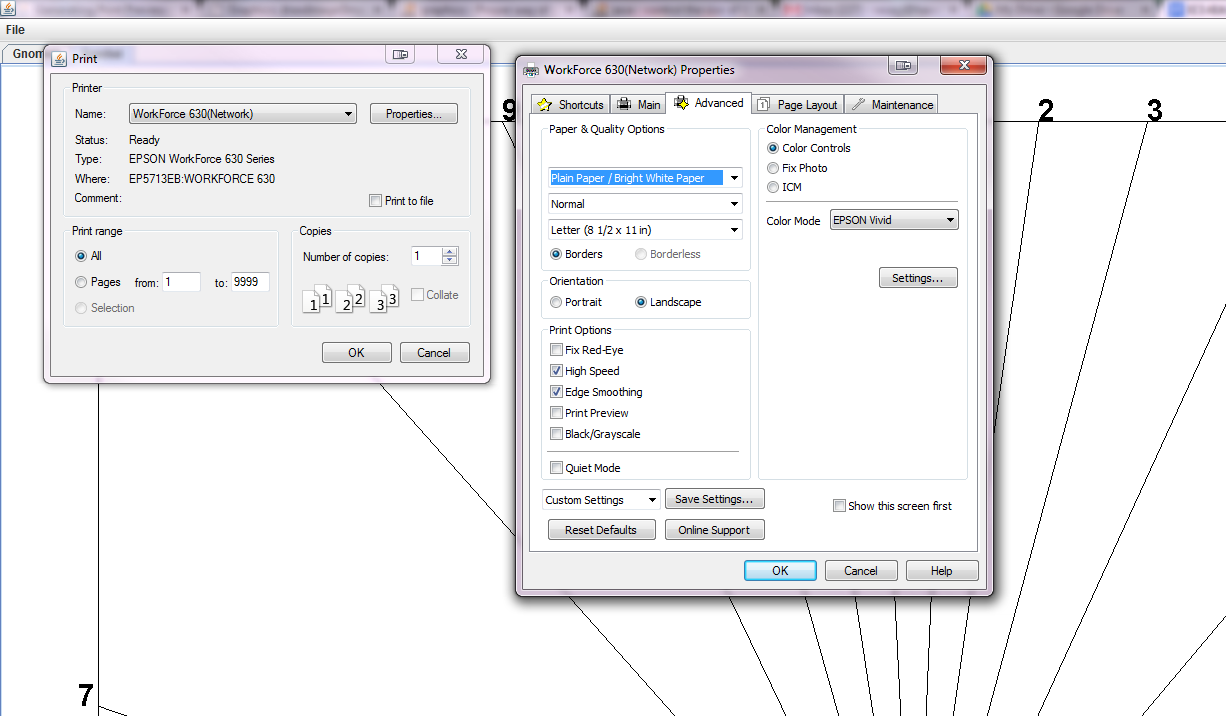 File
Gnom
Print
Printer
Name: WorkForce 630(Network) Properties...
Status: Ready
Type: EPSON WorkForce 630 Series
Where: EP5713EB:WORKFORCE 630
Comment:
Print to file
Print range
All
Pages from: 1 to: 9999
Selection
Copies
Number of copies: 1
1 1 2 2 3 3 Collate
OK Cancel
WorkForce 630(Network) Properties
Shortcuts Main Advanced Page Layout Maintenance
Paper & Quality Options
Plain Paper / Bright White Paper
Normal
Letter (8 1/2 x 11 in)
Borders Borderless
Orientation
Portrait Landscape
Print Options
Fix Red-Eye
High Speed
Edge Smoothing
Print Preview
Black/Grayscale
Quiet Mode
Color Management
Color Controls
Fix Photo
ICM
Color Mode EPSON Vivid
Settings...
Custom Settings Save Settings...
Show this screen first
Reset Defaults Online Support
OK Cancel Help
9
2
3
7